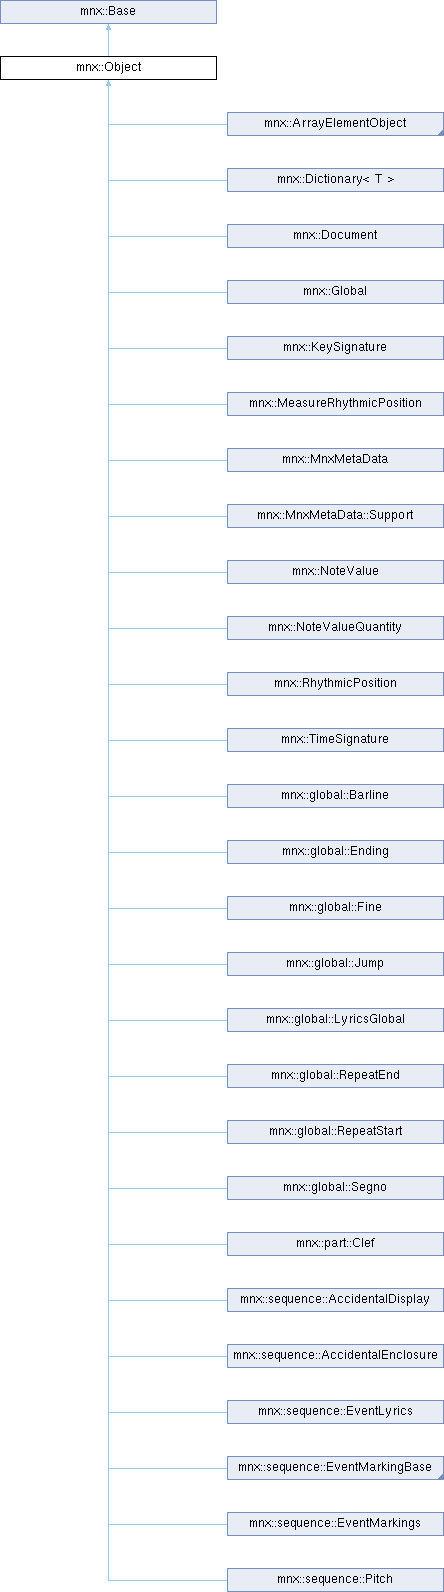 mnx::Base
mnx::Object
mnx::ArrayElementObject
mnx::Dictionary< T >
mnx::Document
mnx::Global
mnx::KeySignature
mnx::MeasureRhythmicPosition
mnx::MnxMetaData
mnx::MnxMetaData::Support
mnx::NoteValue
mnx::NoteValueQuantity
mnx::RhythmicPosition
mnx::TimeSignature
mnx::global::Barline
mnx::global::Ending
mnx::global::Fine
mnx::global::Jump
mnx::global::LyricsGlobal
mnx::global::RepeatEnd
mnx::global::RepeatStart
mnx::global::Segno
mnx::part::Clef
mnx::sequence::AccidentalDisplay
mnx::sequence::AccidentalEnclosure
mnx::sequence::EventLyrics
mnx::sequence::EventMarkingBase
mnx::sequence::EventMarkings
mnx::sequence::Pitch